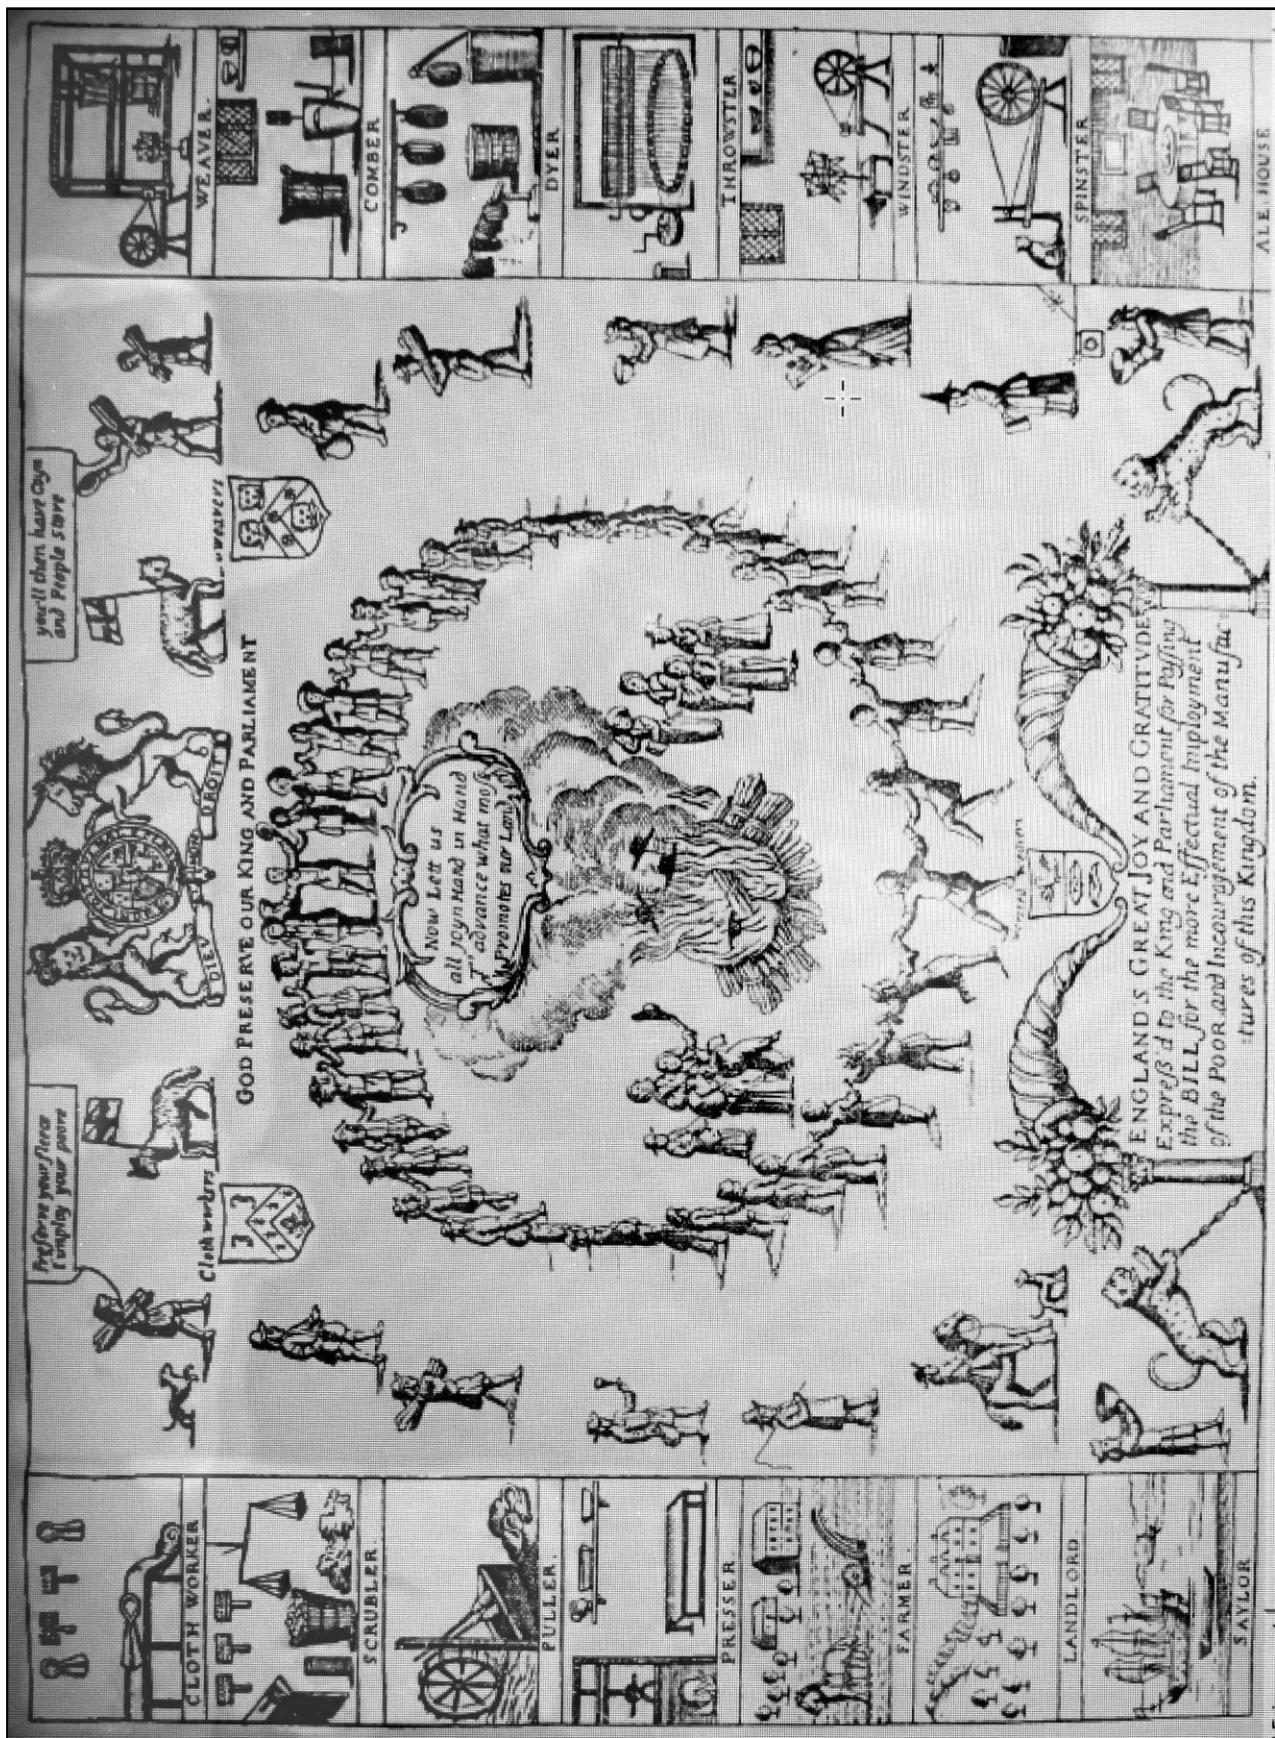 Preſerve your fleece
Employ your poore
you'll then have Coyn
and People store
DIEV
DROIT
Clothworkers
weavers
GOD PRESERVE OUR KING AND PARLIAMENT
Now Lett us
all joyn Hand in Hand
T'advance what moſt
Promotes our Land
CLOTH WORKER
SCRUBLER
PULLER.
PRESSER
FARMER.
LANDLORD.
SAYLOR
WEAVER.
COMBER
DYER
THROWSTER
WINDSTER
SPINSTER
ALE HOUSE
ENGLANDS GREAT JOY AND GRATITVDE
Expreß'd to the King and Parliament for Paſſing
the BILL for the more Effectual Imployment
of the POOR and Incouragement of the Manufac-
tures of this Kingdom.